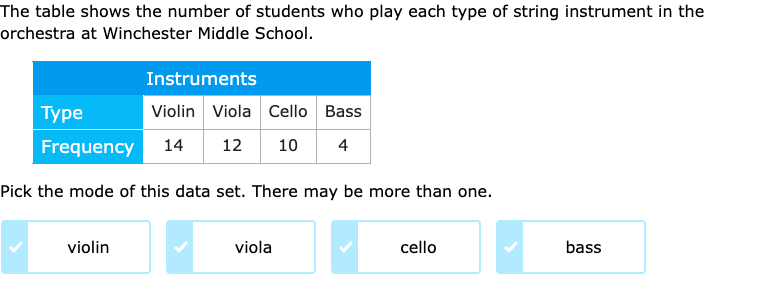 The table shows the number of students who play each type of string instrument in the
orchestra at Winchester Middle School.
Instruments
Type Violin Viola Cello Bass
Frequency 14 12 10 4
Pick the mode of this data set. There may be more than one.
violin viola cello bass